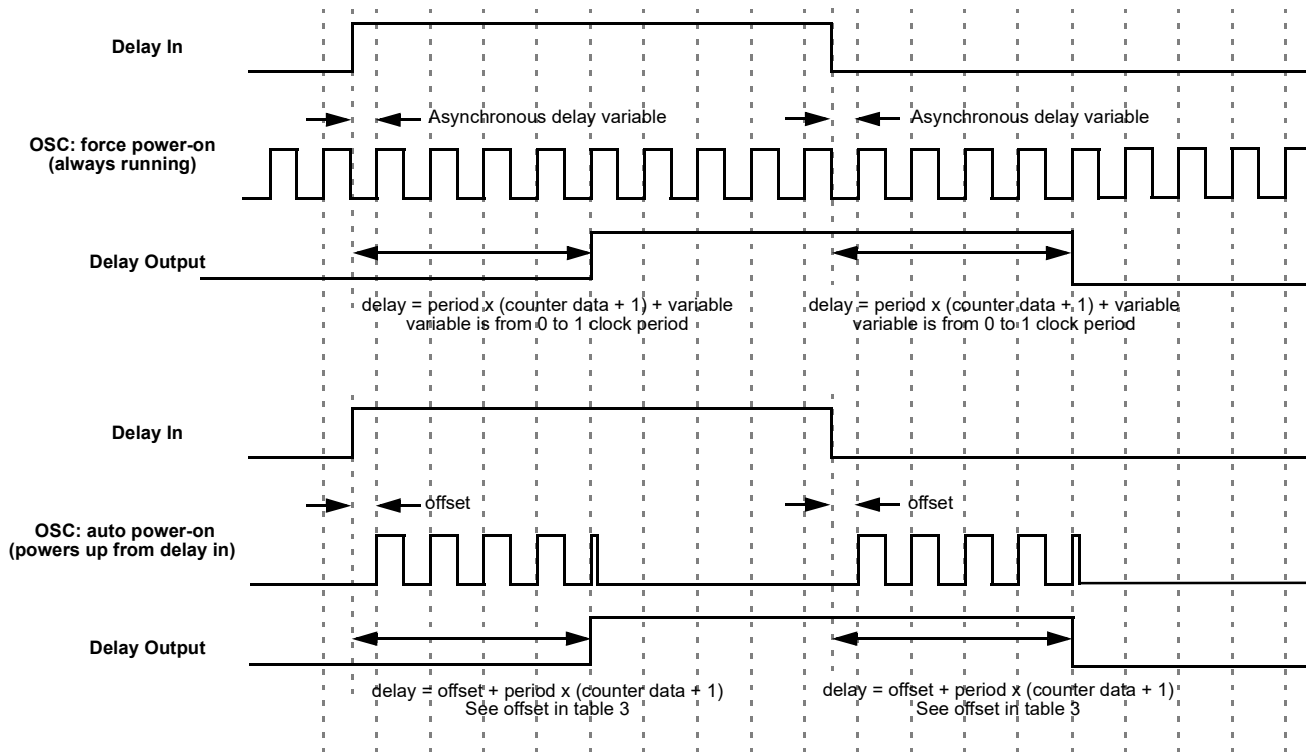 Delay In
Asynchronous delay variable
Asynchronous delay variable
OSC: force power-on
(always running)
Delay Output
delay = period x (counter data + 1) + variable
variable is from 0 to 1 clock period
delay = period x (counter data + 1) + variable
variable is from 0 to 1 clock period
Delay In
offset
offset
OSC: auto power-on
(powers up from delay in)
Delay Output
delay = offset + period x (counter data + 1)
See offset in table 3
delay = offset + period x (counter data + 1)
See offset in table 3